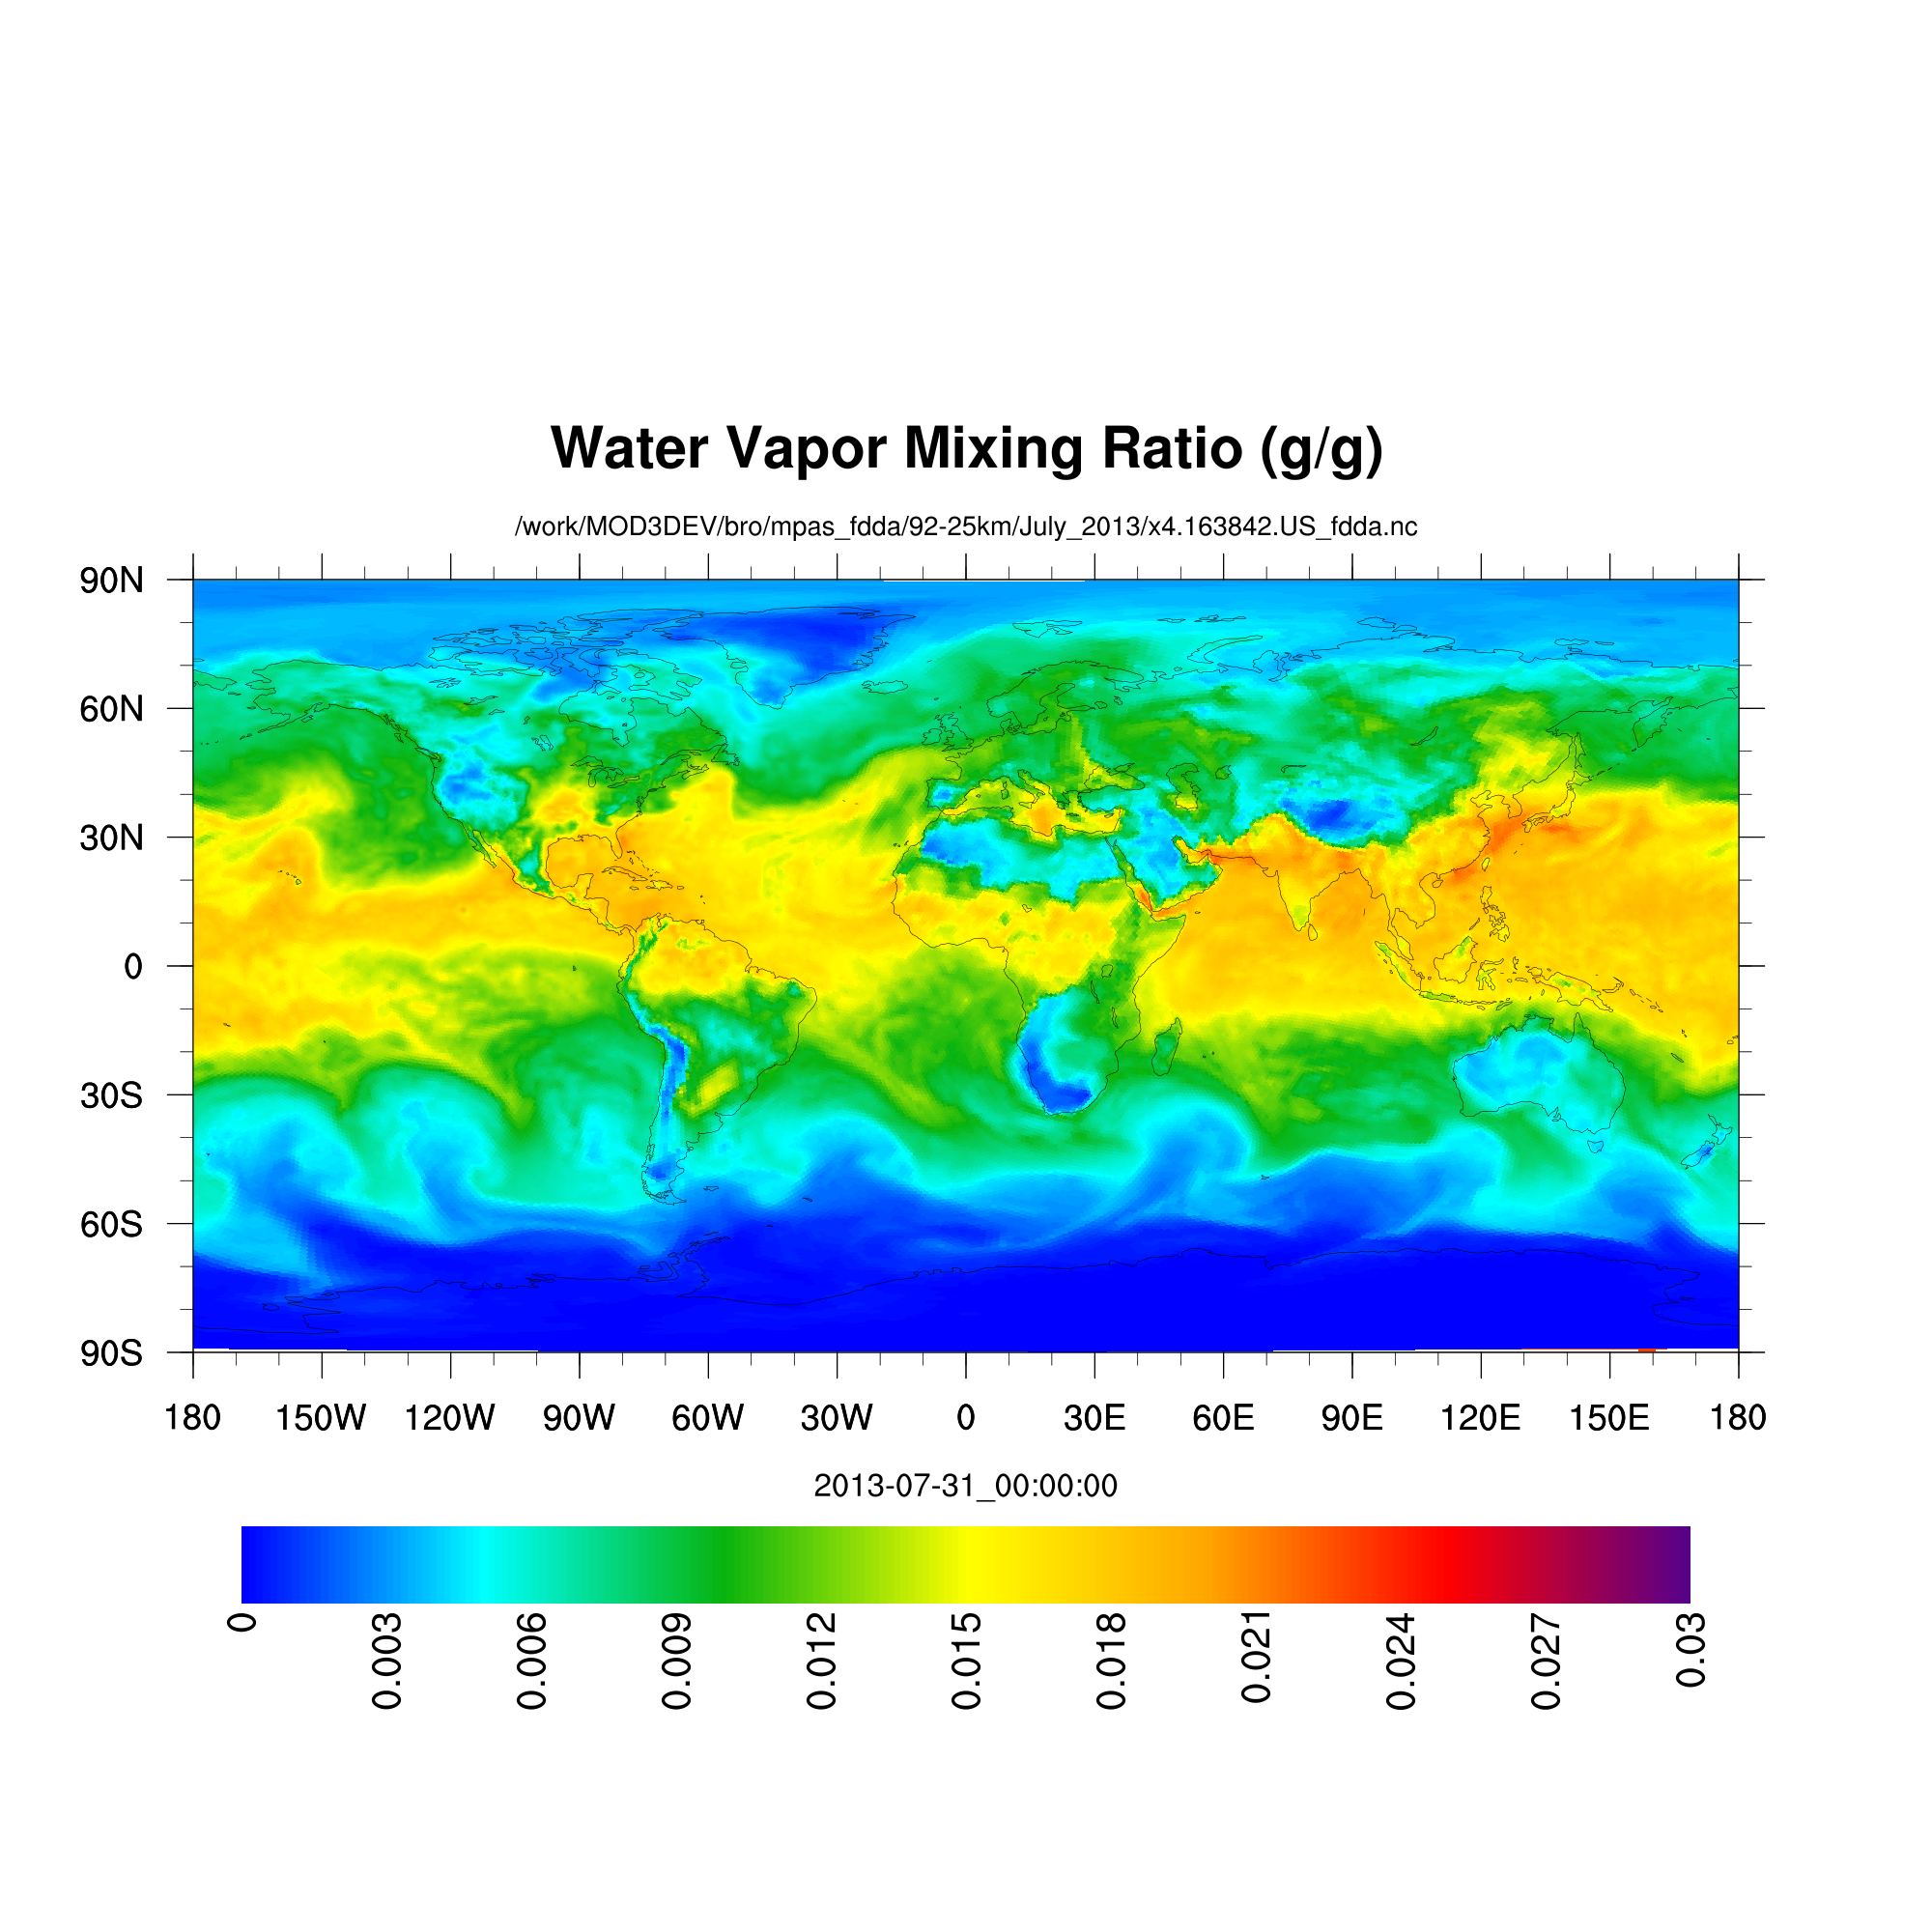 Water Vapor Mixing Ratio (g/g)
/work/MOD3DEV/bro/mpas_fdda/92-25km/July_2013/x4.163842.US_fdda.nc
90N
60N
30N
0
30S
60S
90S
180 150W 120W 90W 60W 30W 0 30E 60E 90E 120E 150E 180
2013-07-31_00:00:00
0 0.003 0.006 0.009 0.012 0.015 0.018 0.021 0.024 0.027 0.03